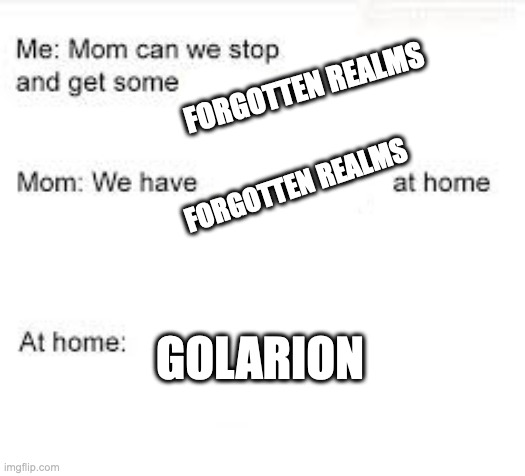 Me: Mom can we stop
and get some FORGOTTEN REALMS
Mom: We have FORGOTTEN REALMS at home
At home: GOLARION
imgflip.com